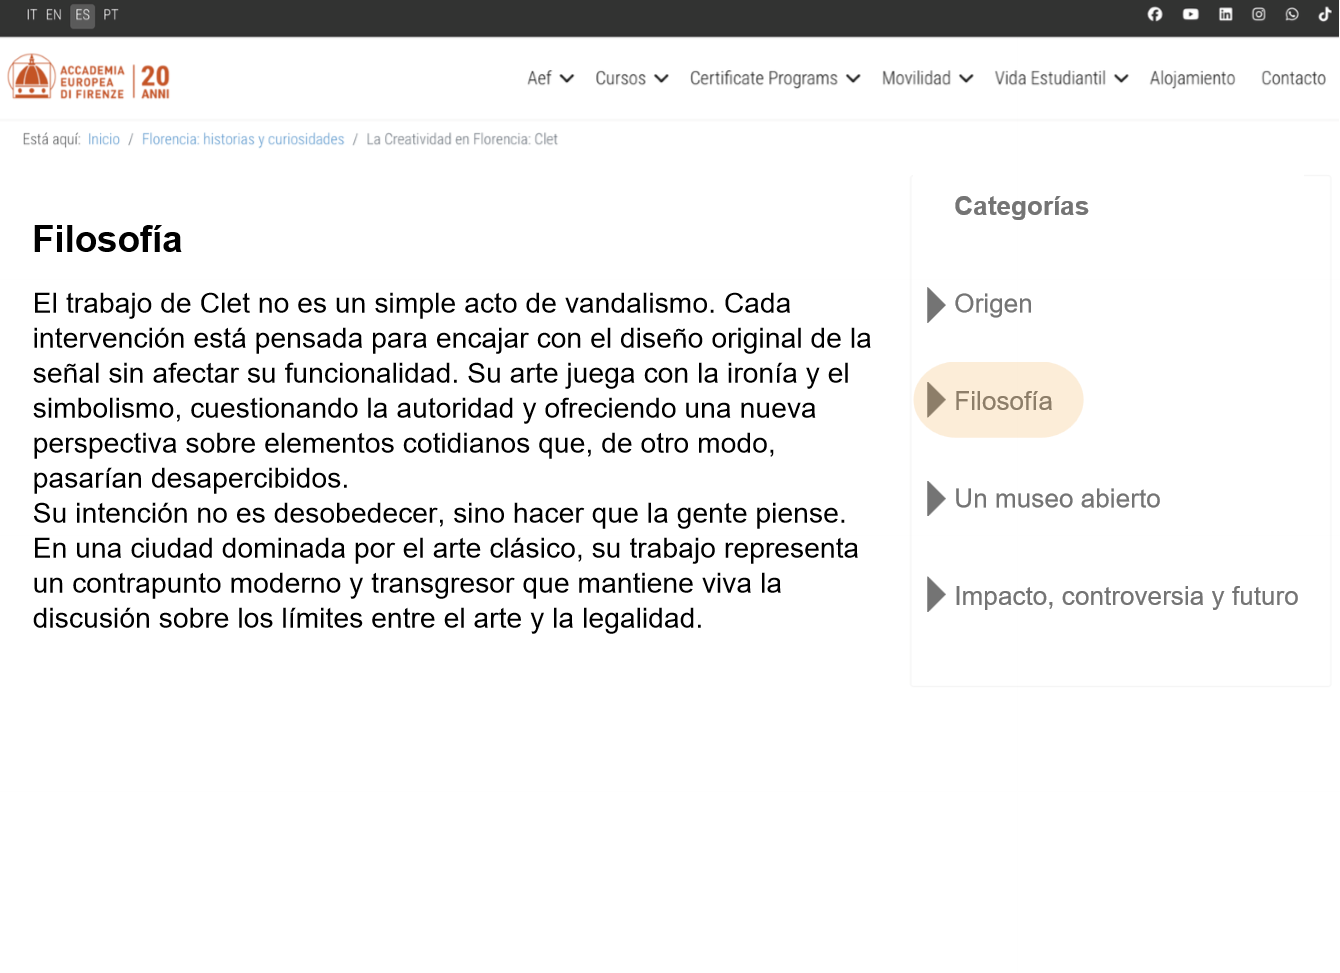 IT EN ES PT
ACCADEMIA
EUROPEA
DI FIRENZE
20
ANNI
Aef Cursos Certificate Programs Movilidad Vida Estudiantil Alojamiento Contacto
Está aquí: Inicio / Florencia: historias y curiosidades / La Creatividad en Florencia: Clet
Filosofía
El trabajo de Clet no es un simple acto de vandalismo. Cada
intervención está pensada para encajar con el diseño original de la
señal sin afectar su funcionalidad. Su arte juega con la ironía y el
simbolismo, cuestionando la autoridad y ofreciendo una nueva
perspectiva sobre elementos cotidianos que, de otro modo,
pasarían desapercibidos.
Su intención no es desobedecer, sino hacer que la gente piense.
En una ciudad dominada por el arte clásico, su trabajo representa
un contrapunto moderno y transgresor que mantiene viva la
discusión sobre los límites entre el arte y la legalidad.
Categorías
Origen
Filosofía
Un museo abierto
Impacto, controversia y futuro